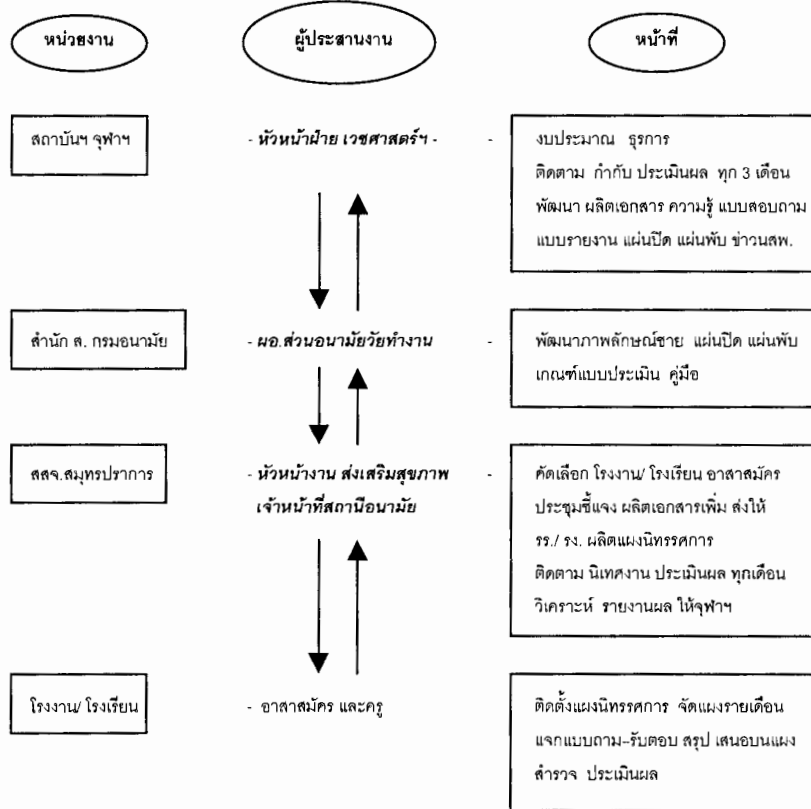 หน่วยงาน ผู้ประสานงาน หน้าที่
สถาบันฯ จุฬาฯ - หัวหน้าฝ่าย เวชศาสตร์ฯ - - งบประมาณ ธุรการ
ติดตาม กำกับ ประเมินผล ทุก 3 เดือน
พัฒนา ผลิตเอกสาร ความรู้ แบบสอบถาม
แบบรายงาน แผ่นปิด แผ่นพับ ข่าวนสพ.
สำนัก ส. กรมอนามัย - ผอ.ส่วนอนามัยวัยทำงาน - พัฒนาภาพลักษณ์ชาย แผ่นปิด แผ่นพับ
เกณฑ์แบบประเมิน คู่มือ
สสจ.สมุทรปราการ - หัวหน้างาน ส่งเสริมสุขภาพ - คัดเลือก โรงงาน/ โรงเรียน อาสาสมัคร
เจ้าหน้าที่สถานีอนามัย ประชุมชี้แจง ผลิตเอกสารเพิ่ม ส่งให้
รร./ รง. ผลิตแผงนิทรรศการ
ติดตาม นิเทศงาน ประเมินผล ทุกเดือน
วิเคราะห์ รายงานผล ให้จุฬาฯ
โรงงาน/ โรงเรียน - อาสาสมัคร และครู ติดตั้งแผงนิทรรศการ จัดแผงรายเดือน
แจกแบบถาม–รับตอบ สรุป เสนอบนแผง
สำรวจ ประเมินผล